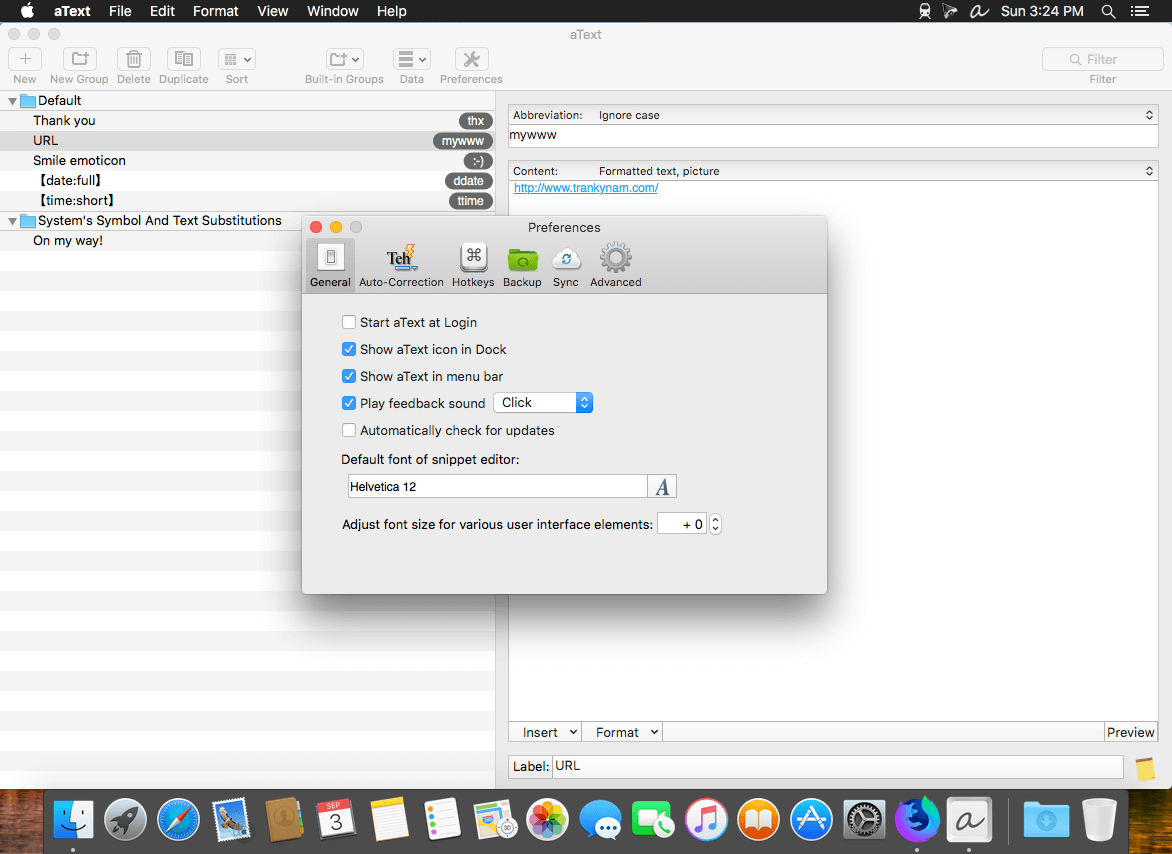 aText File Edit Format View Window Help Sun 3:24 PM
aText
New New Group Delete Duplicate Sort Built-in Groups Data Preferences Filter
Filter
Default
Thank you thx
URL mywww
Smile emoticon :-)
【date:full】 ddate
【time:short】 ttime
System's Symbol And Text Substitutions
On my way!
Abbreviation: Ignore case
mywww
Content: Formatted text, picture
http://www.trankynam.com/
Preferences
Teh
General Auto-Correction Hotkeys Backup Sync Advanced
Start aText at Login
Show aText icon in Dock
Show aText in menu bar
Play feedback sound Click
Automatically check for updates
Default font of snippet editor:
Helvetica 12 A
Adjust font size for various user interface elements: + 0
Insert Format Preview
Label: URL
SEP
3
3D
a